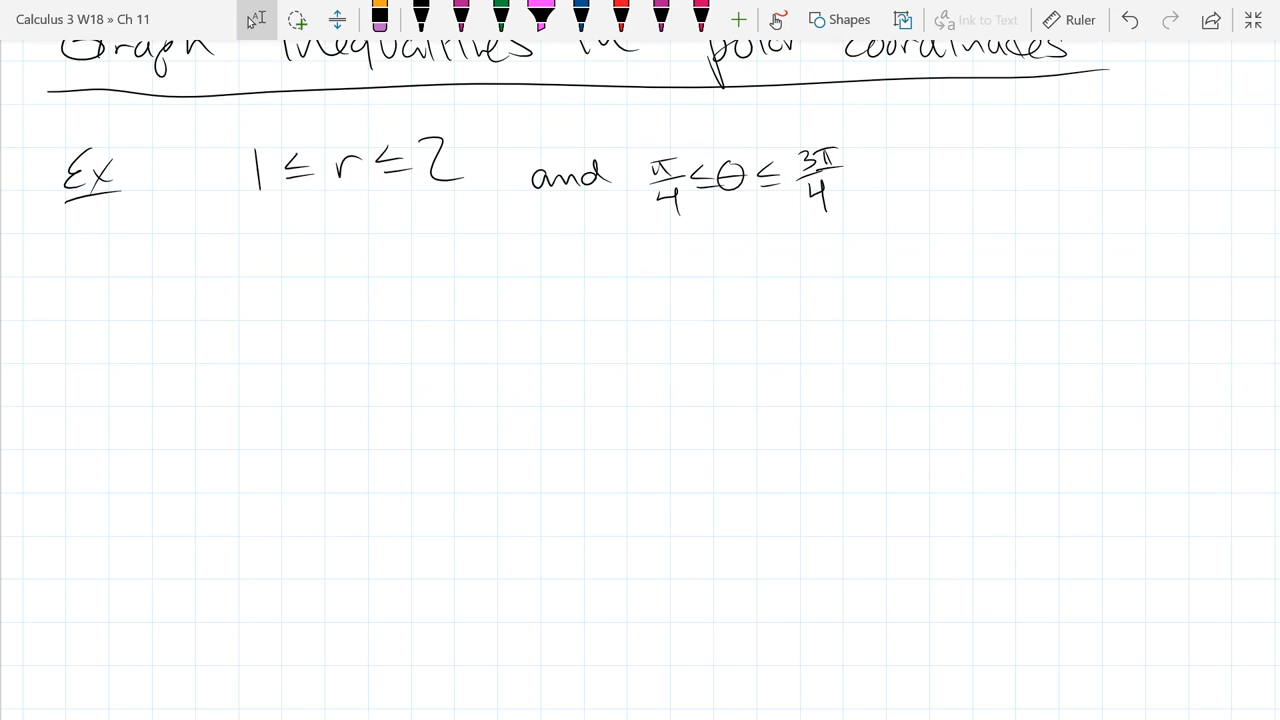 Calculus 3 W18 » Ch 11
Shapes
Ink to Text
Ruler
Graph inequalities in polar coordinates
Ex 1 ≤ r ≤ 2 and π/4 ≤ θ ≤ 3π/4